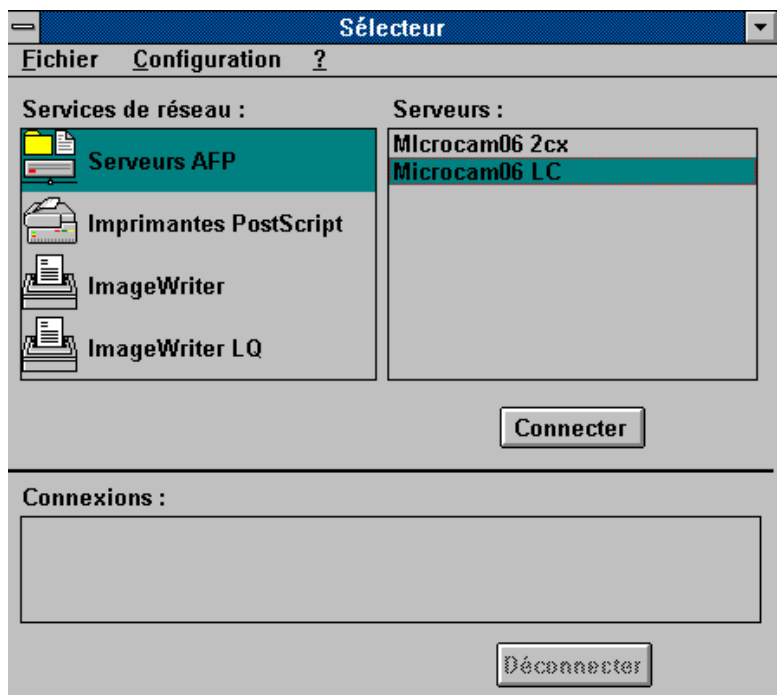 Sélecteur
Fichier Configuration ?
Services de réseau :
Serveurs AFP
Imprimantes PostScript
ImageWriter
ImageWriter LQ
Serveurs :
MIcrocam06 2cx
Microcam06 LC
Connecter
Connexions :
Déconnecter